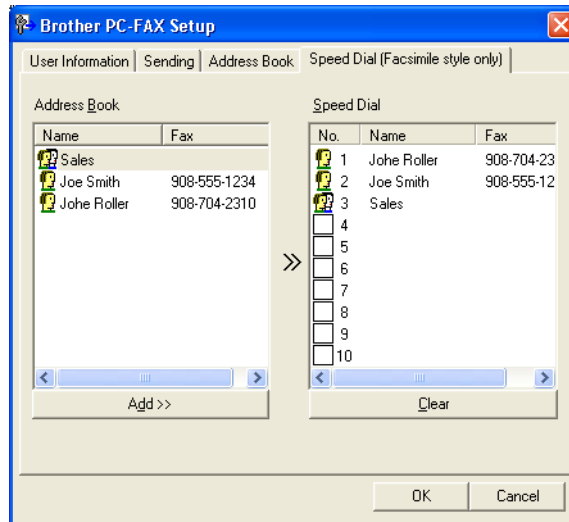 Brother PC-FAX Setup
User Information Sending Address Book Speed Dial (Facsimile style only)
Address Book
Name Fax
Sales
Joe Smith 908-555-1234
Johe Roller 908-704-2310
Add >>
>>
Speed Dial
No. Name Fax
1 Johe Roller 908-704-23
2 Joe Smith 908-555-12
3 Sales
4
5
6
7
8
9
10
Clear
OK Cancel